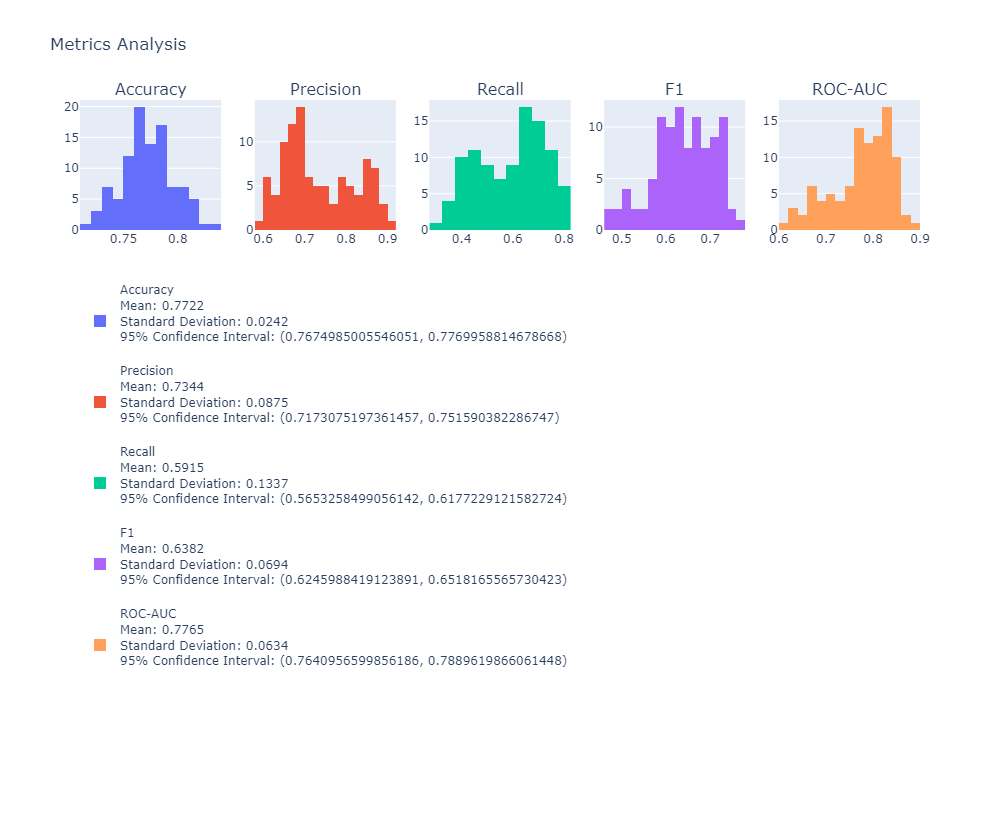 Metrics Analysis
Accuracy Precision Recall F1 ROC-AUC
20
15
10
5
0
0.75 0.8
10
5
0
0.6 0.7 0.8 0.9
15
10
5
0
0.4 0.6 0.8
10
5
0
0.5 0.6 0.7
15
10
5
0
0.6 0.7 0.8 0.9
Accuracy
Mean: 0.7722
Standard Deviation: 0.0242
95% Confidence Interval: (0.7674985005546051, 0.7769958814678668)
Precision
Mean: 0.7344
Standard Deviation: 0.0875
95% Confidence Interval: (0.7173075197361457, 0.751590382286747)
Recall
Mean: 0.5915
Standard Deviation: 0.1337
95% Confidence Interval: (0.5653258499056142, 0.6177229121582724)
F1
Mean: 0.6382
Standard Deviation: 0.0694
95% Confidence Interval: (0.6245988419123891, 0.6518165565730423)
ROC-AUC
Mean: 0.7765
Standard Deviation: 0.0634
95% Confidence Interval: (0.7640956599856186, 0.7889619866061448)